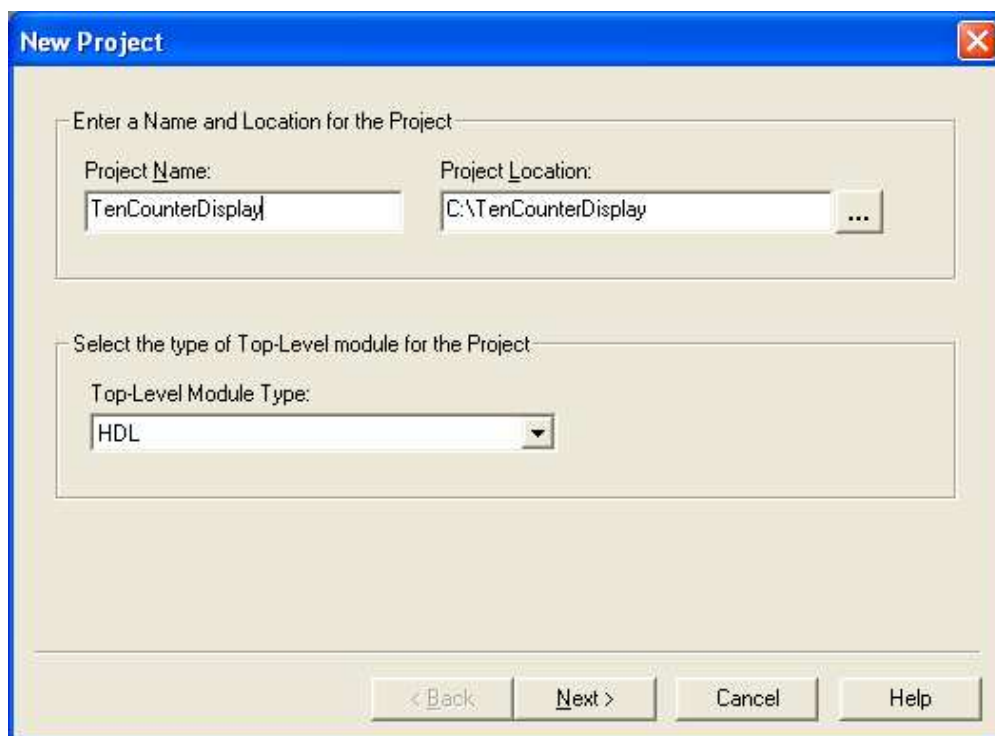 New Project
Enter a Name and Location for the Project
Project Name:
Project Location:
TenCounterDisplay
C:\TenCounterDisplay
...
Select the type of Top-Level module for the Project
Top-Level Module Type:
HDL
< Back
Next >
Cancel
Help